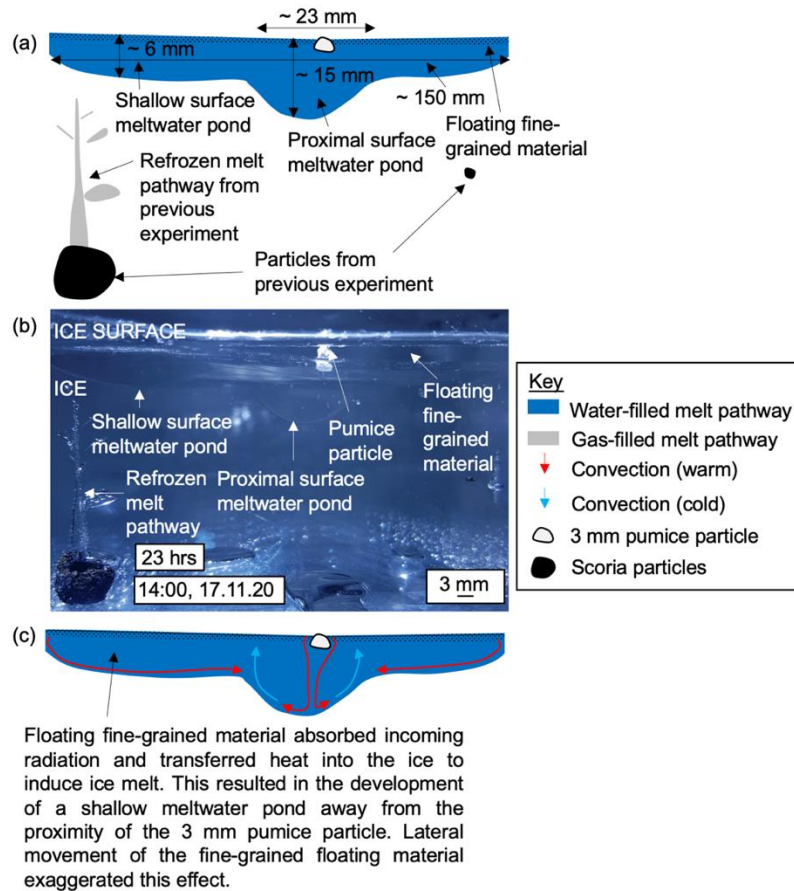 (a)
~ 23 mm
~ 6 mm
~ 15 mm
~ 150 mm
Shallow surface
meltwater pond
Proximal surface
meltwater pond
Floating fine-
grained material
Refrozen melt
pathway from
previous
experiment
Particles from
previous experiment
(b)
ICE SURFACE
ICE
Shallow surface
meltwater pond
Pumice
particle
Floating
fine-
grained
material
Refrozen
melt
pathway
Proximal surface
meltwater pond
23 hrs
14:00, 17.11.20
3 mm
Key
Water-filled melt pathway
Gas-filled melt pathway
Convection (warm)
Convection (cold)
3 mm pumice particle
Scoria particles
(c)
Floating fine-grained material absorbed incoming
radiation and transferred heat into the ice to
induce ice melt. This resulted in the development
of a shallow meltwater pond away from the
proximity of the 3 mm pumice particle. Lateral
movement of the fine-grained floating material
exaggerated this effect.